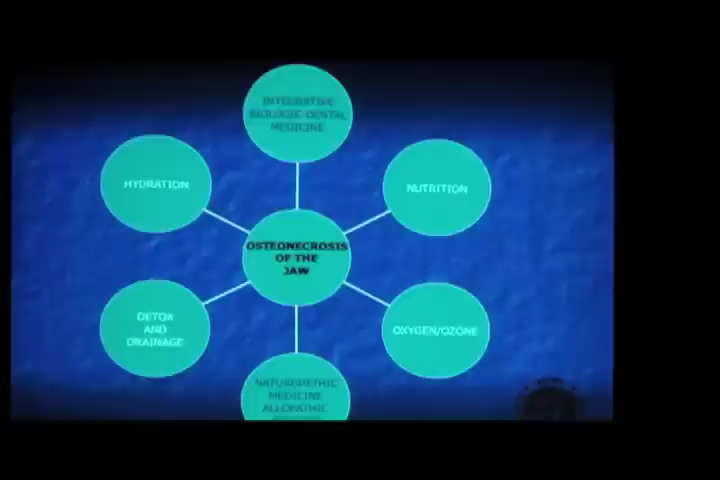 INTEGRATIVE
BIOLOGIC DENTAL
MEDICINE
HYDRATION
NUTRITION
OSTEONECROSIS
OF THE
JAW
DETOX
AND
DRAINAGE
OXYGEN/OZONE
NATUROPATHIC
MEDICINE
ALLOPATHIC